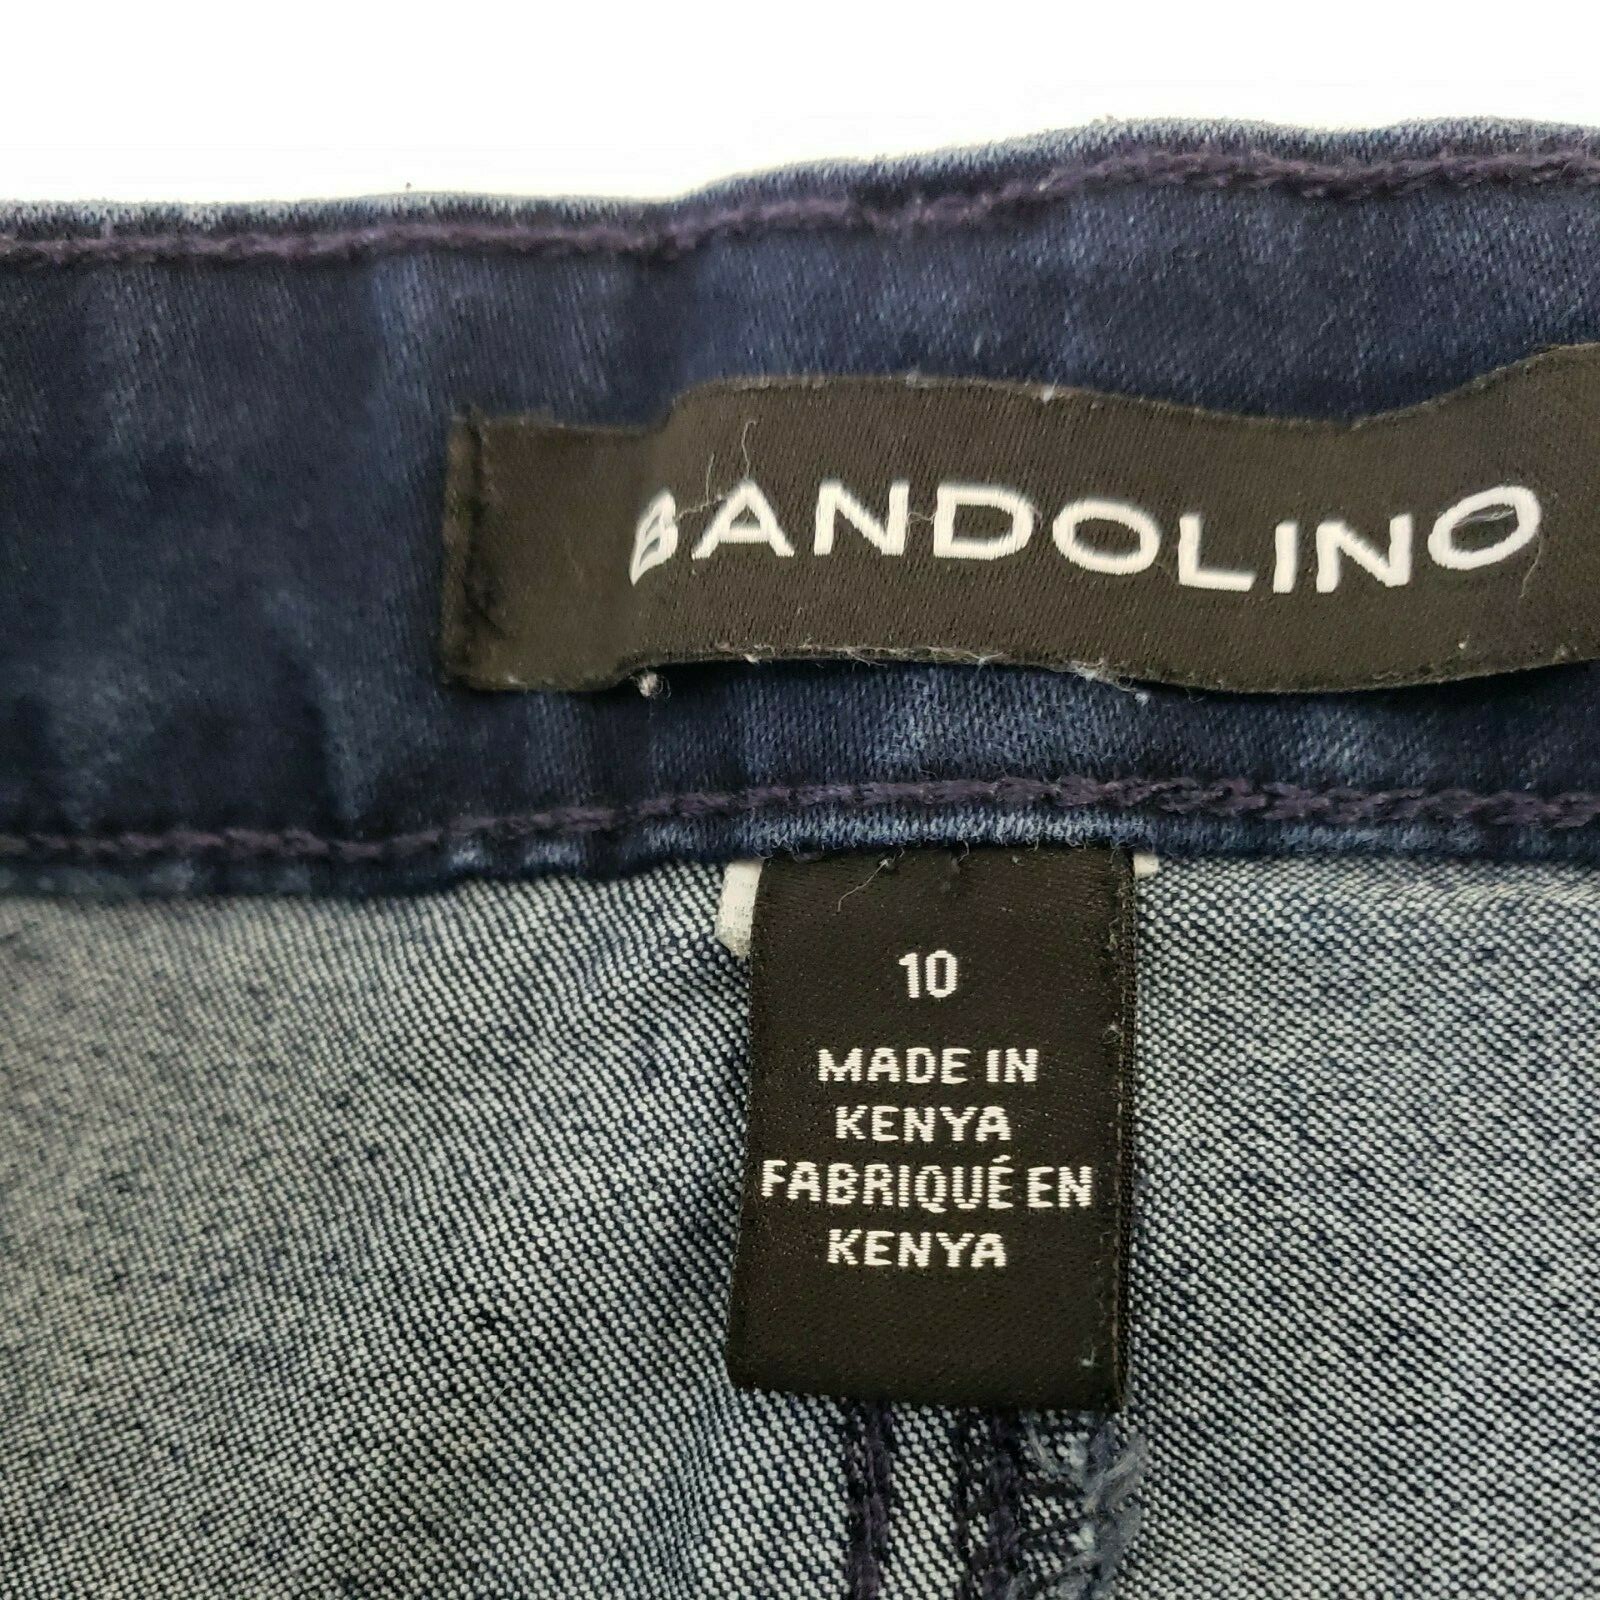 BANDOLINO
10
MADE IN
KENYA
FABRIQUÉ EN
KENYA